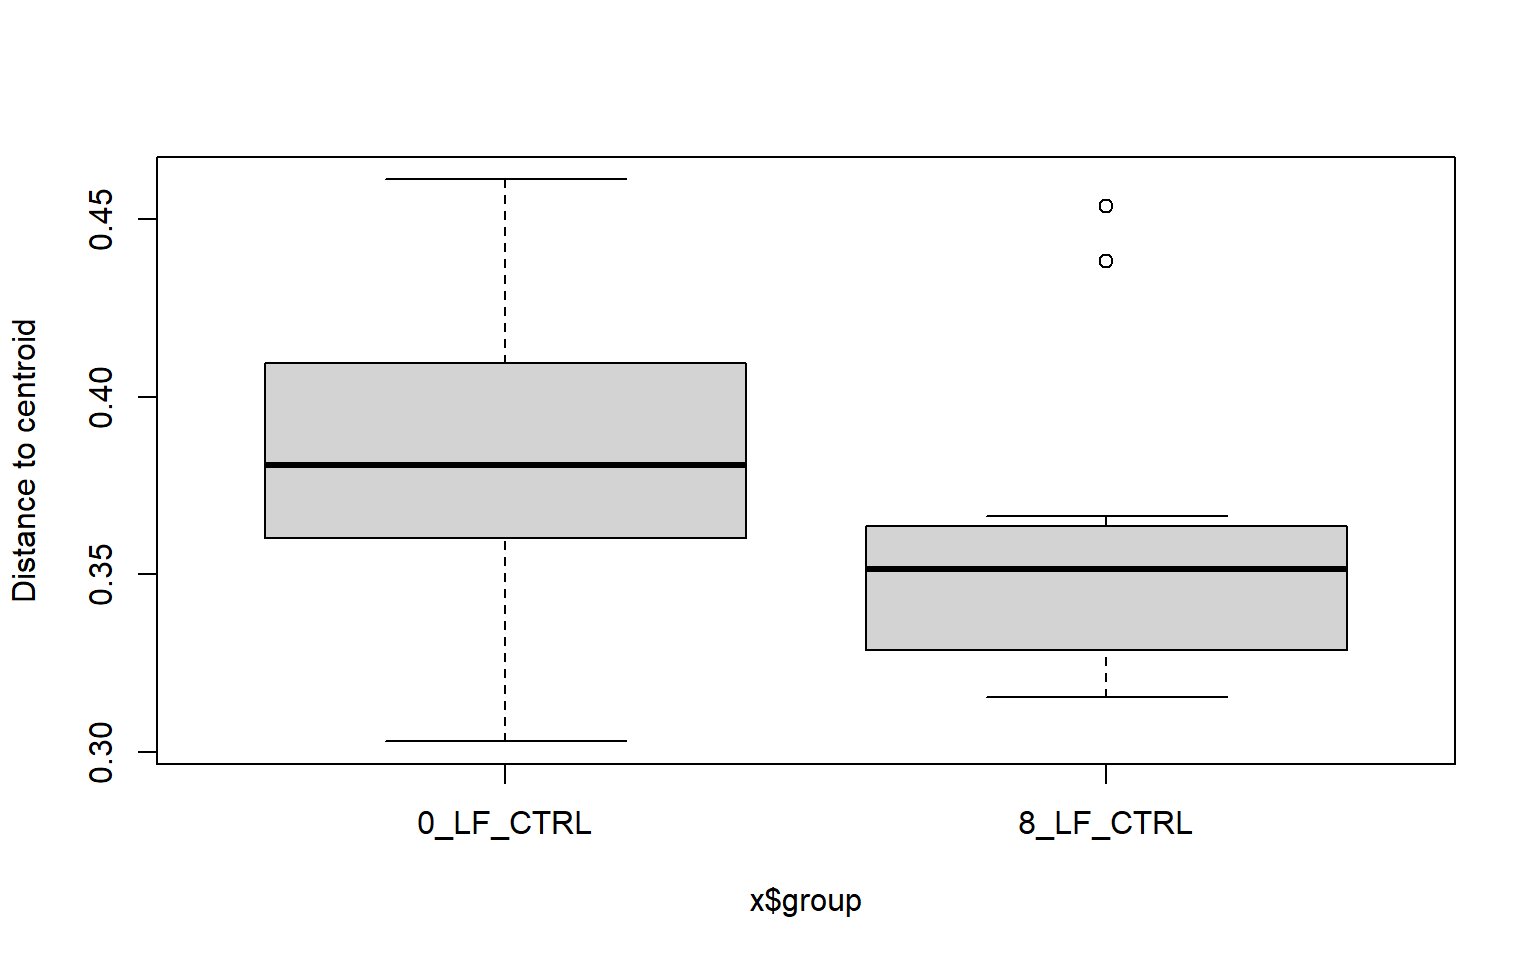 Distance to centroid
0.45
0.40
0.35
0.30
0_LF_CTRL
8_LF_CTRL
x$group